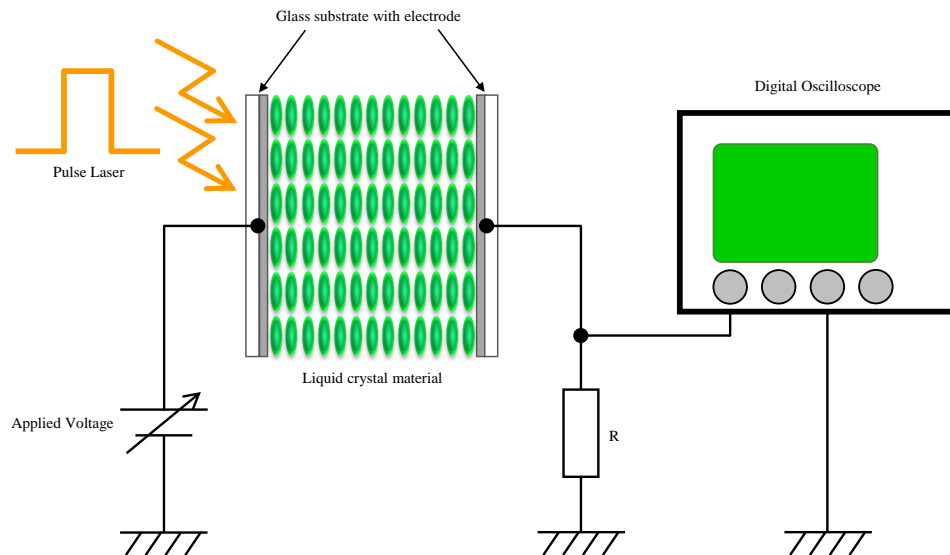 Glass substrate with electrode
Digital Oscilloscope
Pulse Laser
Liquid crystal material
Applied Voltage
R